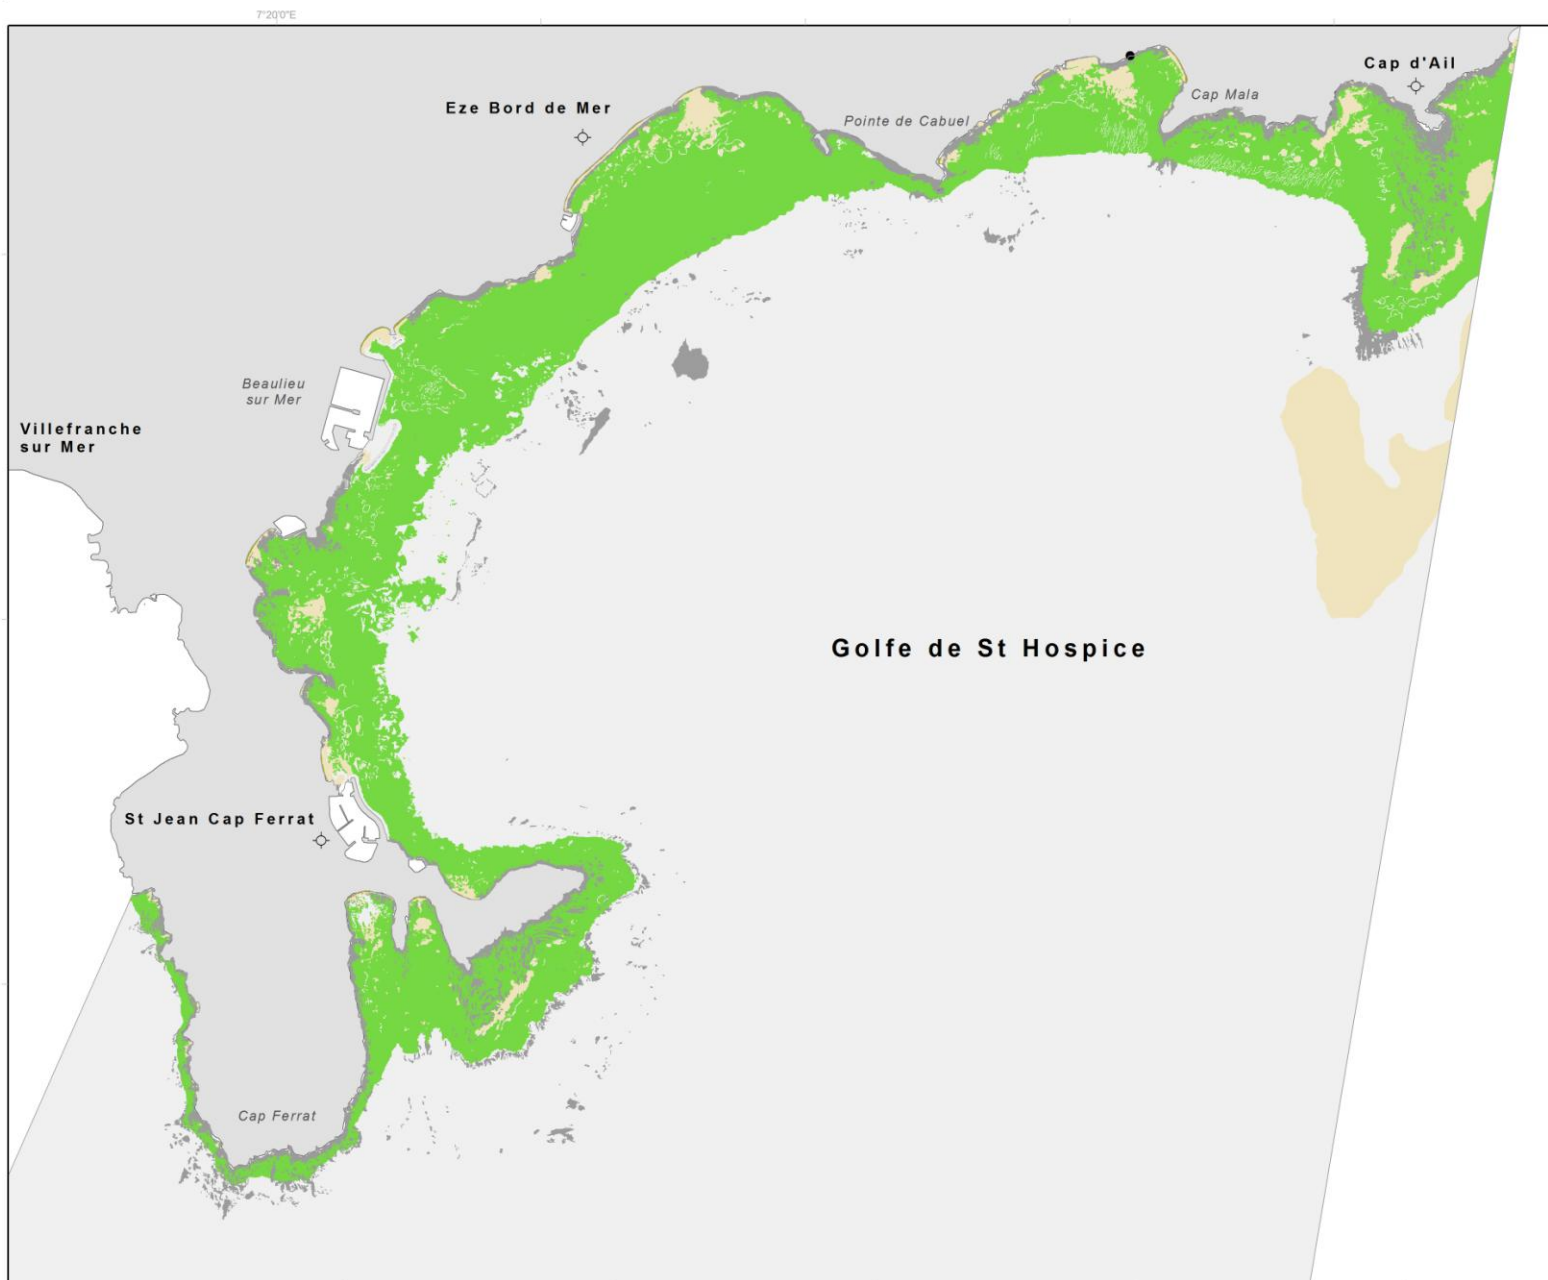 7°20'0"E
Cap d'Ail
Eze Bord de Mer
Cap Mala
Pointe de Cabuel
Beaulieu
sur Mer
Villefranche
sur Mer
Golfe de St Hospice
St Jean Cap Ferrat
Cap Ferrat